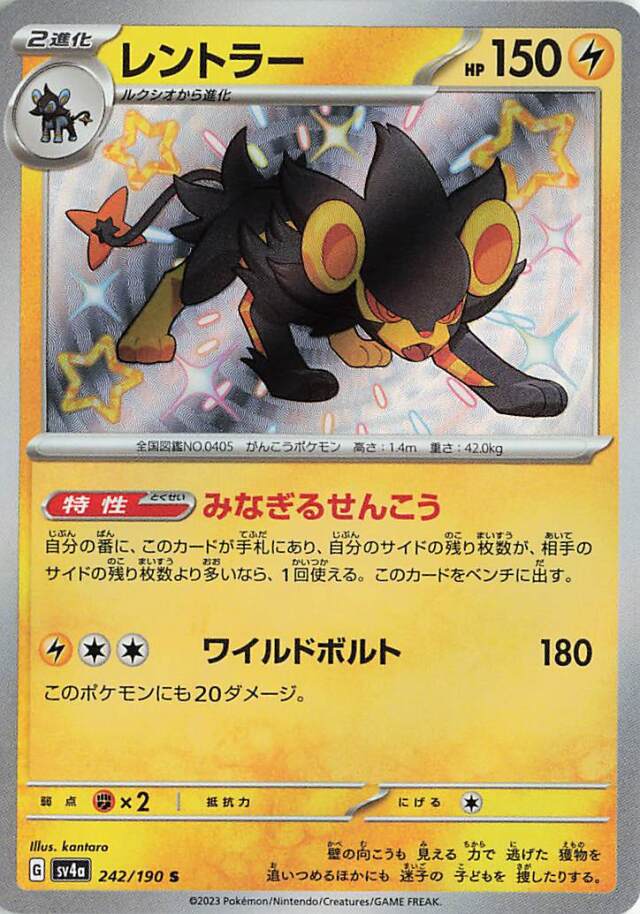 2進化
レントラー
HP 150
ルクシオから進化
全国図鑑NO.0405 がんこうポケモン 高さ：1.4m 重さ：42.0kg
特性 とくせい みなぎるせんこう
自分の番に、このカードが手札にあり、自分のサイドの残り枚数が、相手の
サイドの残り枚数より多いなら、1回使える。このカードをベンチに出す。
ワイルドボルト 180
このポケモンにも20ダメージ。
弱点 ×2 抵抗力 にげる
Illus. kantaro
壁の向こうも 見える 力で 逃げた 獲物を
G sv4a 242/190 S
追いつめるほかにも 迷子の 子どもを 捜したりする。
©2023 Pokémon/Nintendo/Creatures/GAME FREAK.